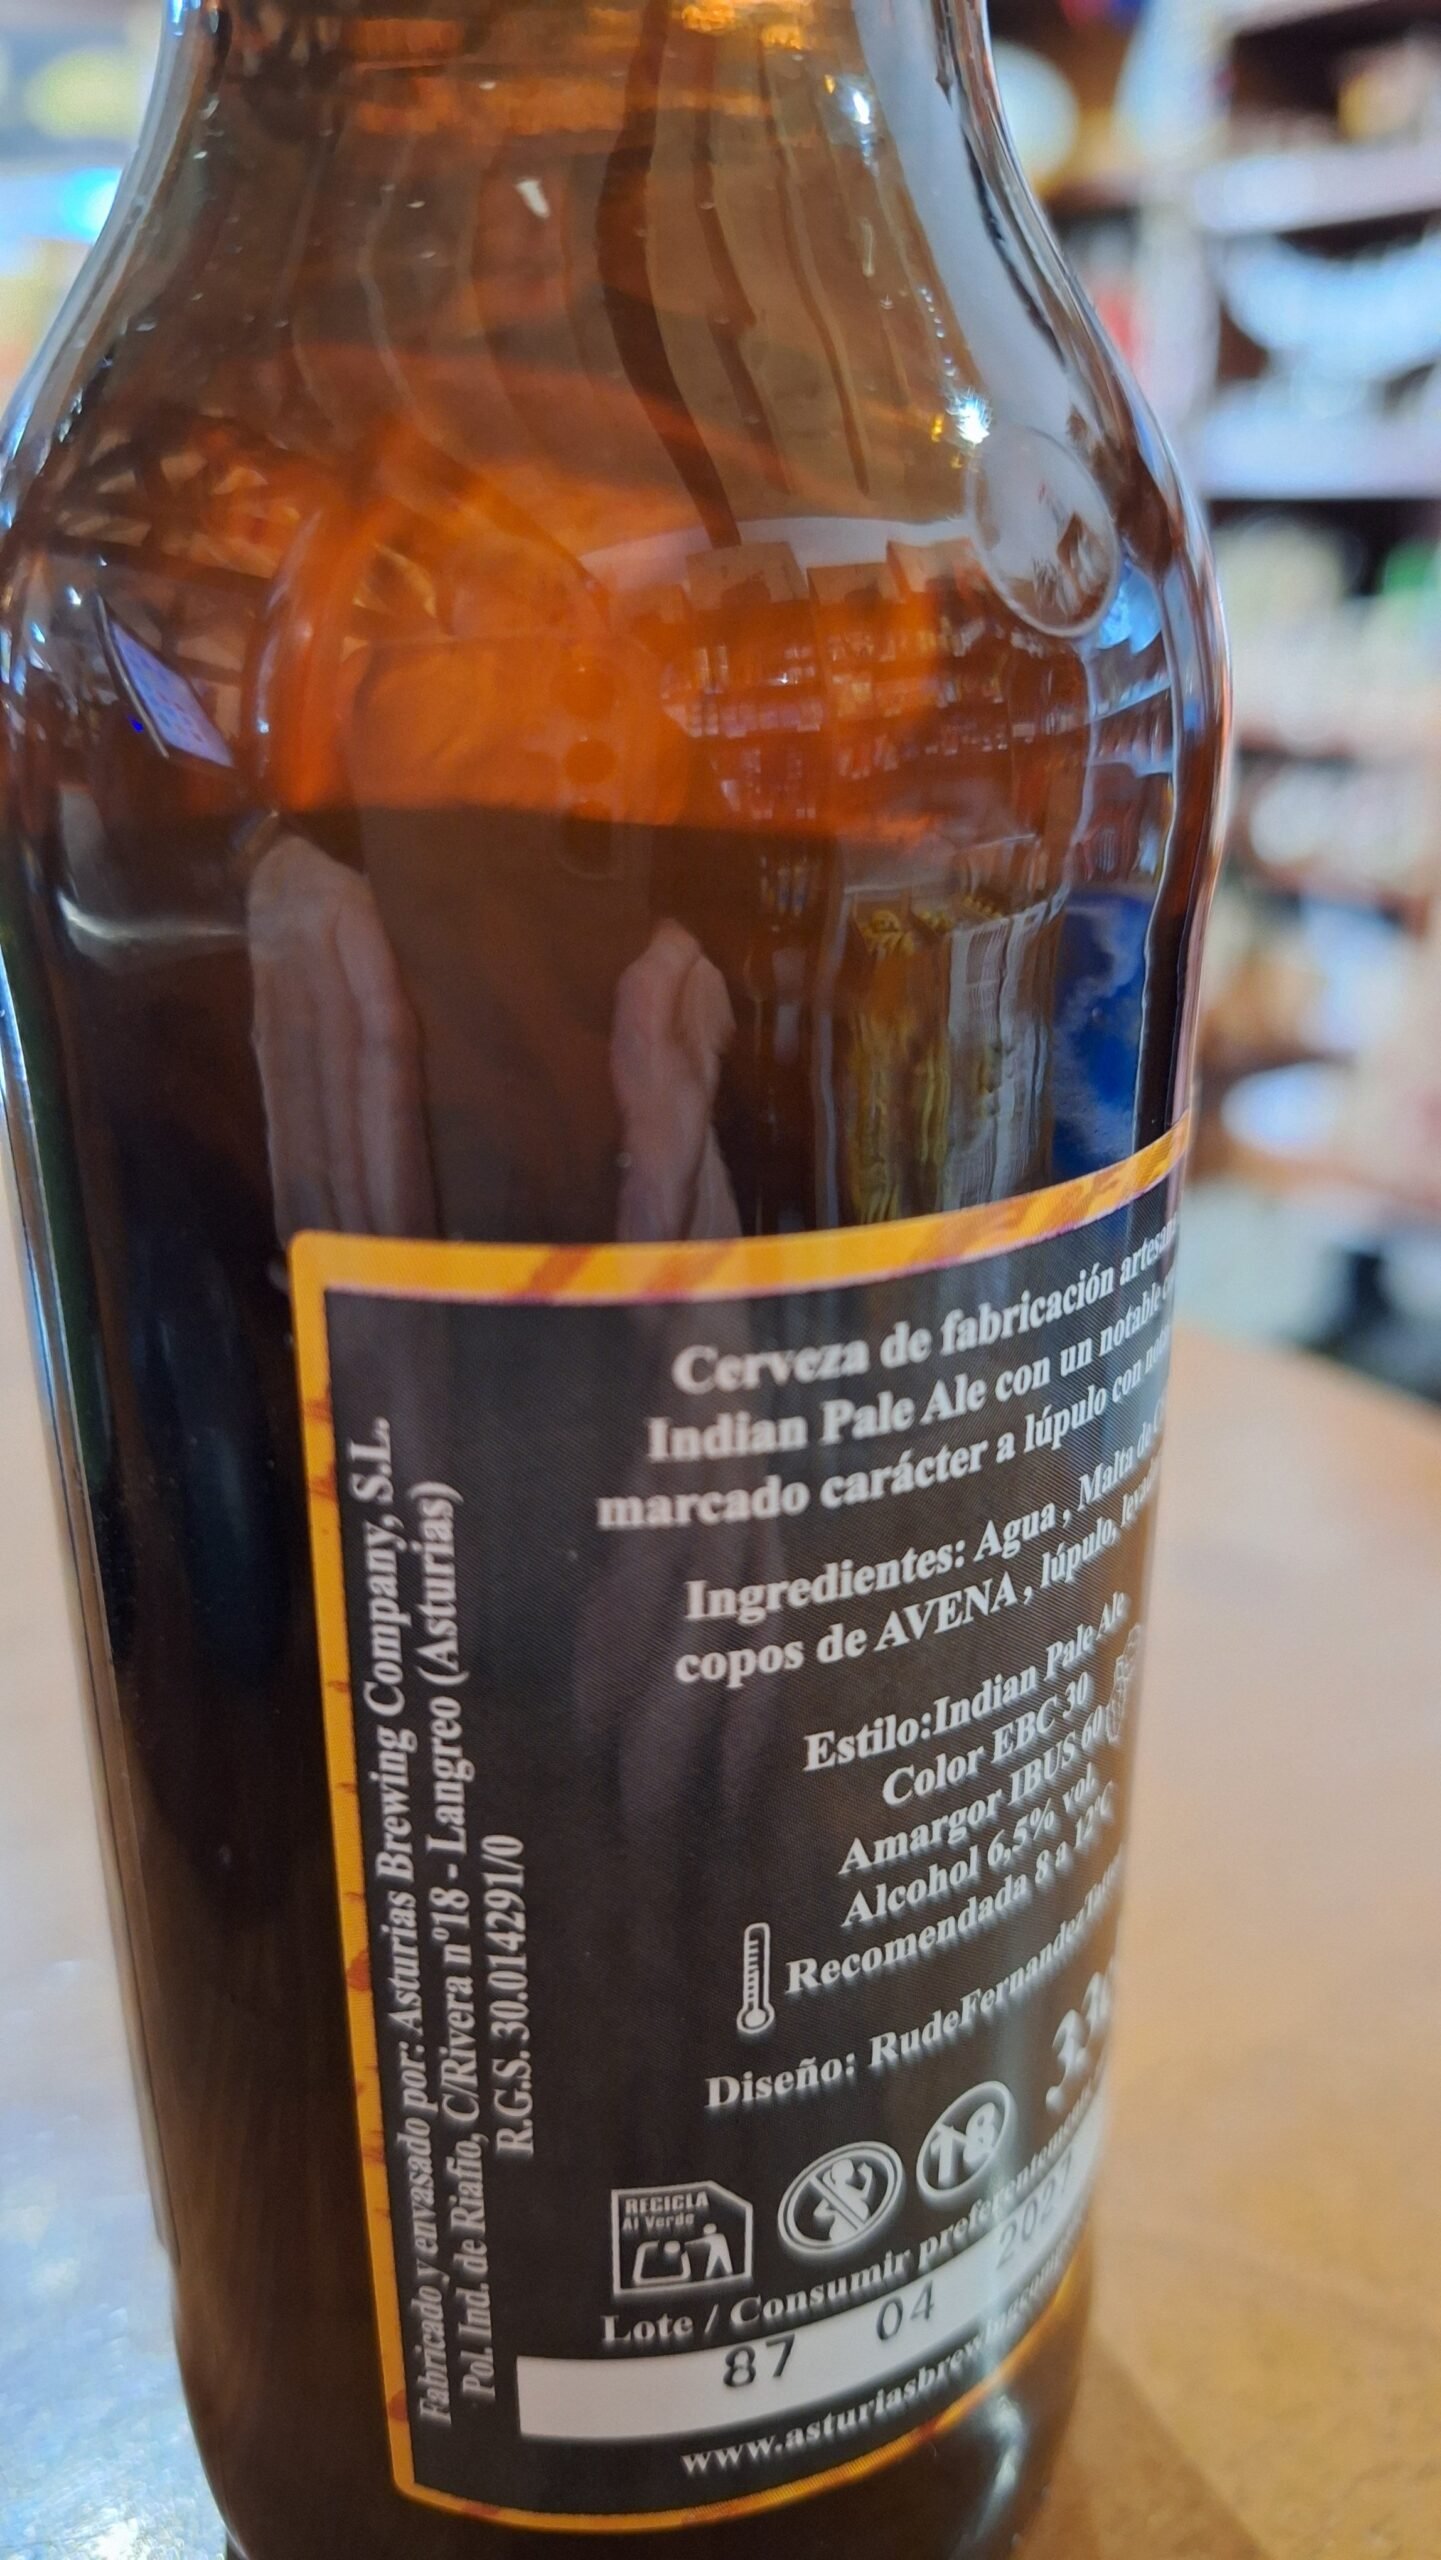 Cerveza de fabricación
Indian Pale Ale con un notable
marcado carácter a lúpulo con
Ingredientes: Agua, Malta de
copos de AVENA, lúpulo,
Estilo:Indian Pale Ale
Color EBC 30
Amargor IBUS 60
Alcohol 6,5% vol.
Recomendada 8 a 12ºC
Diseño:
RECICLA
Al Verde
18
Lote / Consumir
87 04
Fabricado y envasado por: Asturias Brewing Company, S.L.
Pol. Ind. de Riaño, C/Rivera nº18 - Langreo (Asturias)
R.G.S. 30.014291/0